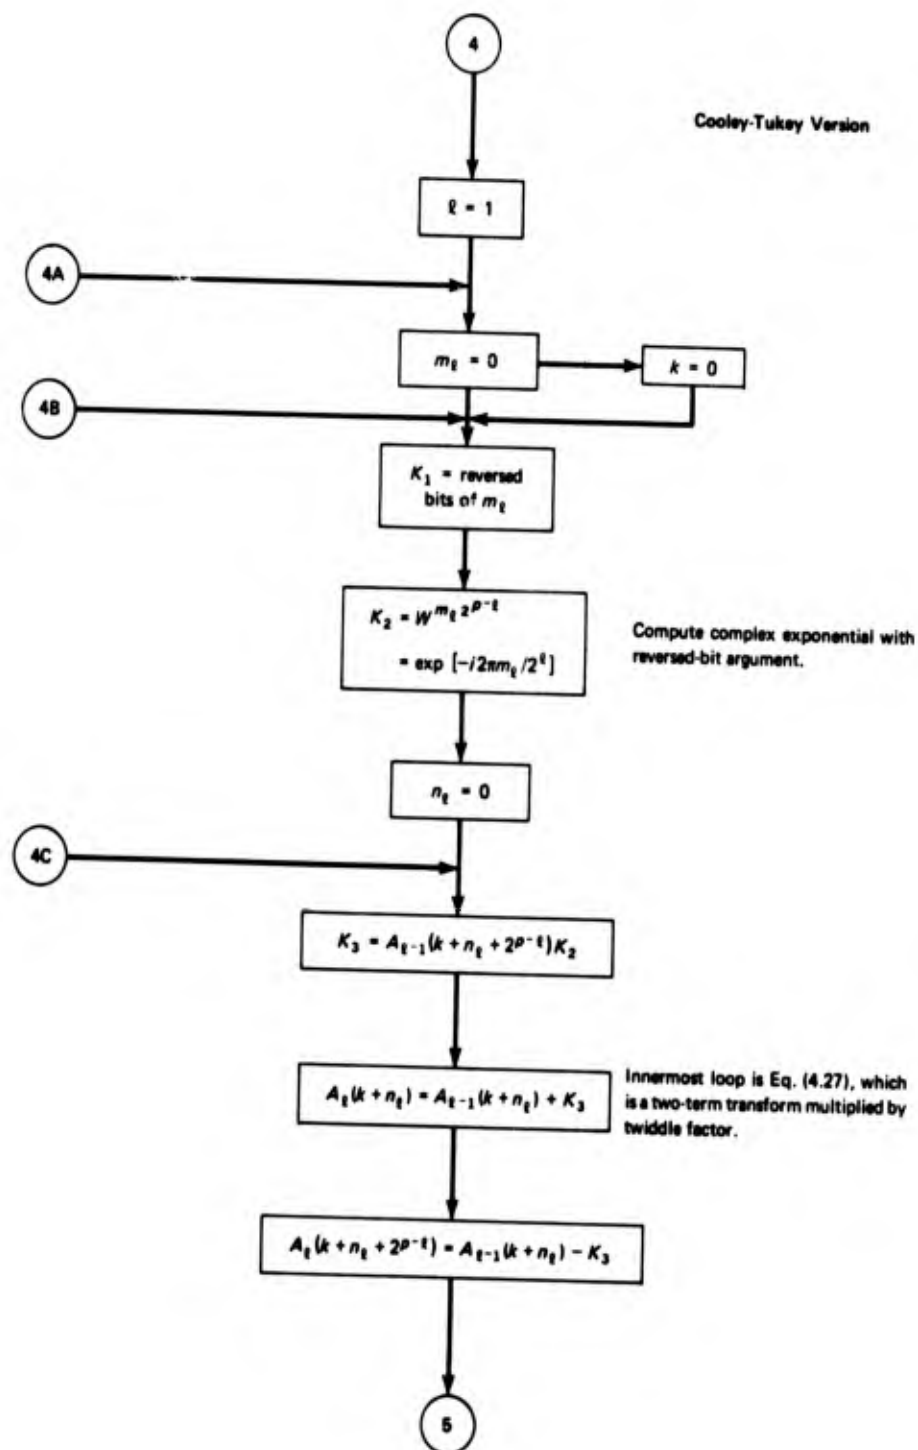 4
Cooley-Tukey Version
ℓ = 1
4A
m_ℓ = 0
k = 0
4B
K₁ = reversed
bits of m_ℓ
K₂ = W^{m_ℓ 2^{p-ℓ}}
= exp [-i2πm_ℓ/2^ℓ]
Compute complex exponential with
reversed-bit argument.
n_ℓ = 0
4C
K₃ = A_{ℓ-1}(k + n_ℓ + 2^{p-ℓ})K₂
A_ℓ(k + n_ℓ) = A_{ℓ-1}(k + n_ℓ) + K₃
Innermost loop is Eq. (4.27), which
is a two-term transform multiplied by
twiddle factor.
A_ℓ(k + n_ℓ + 2^{p-ℓ}) = A_{ℓ-1}(k + n_ℓ) - K₃
5